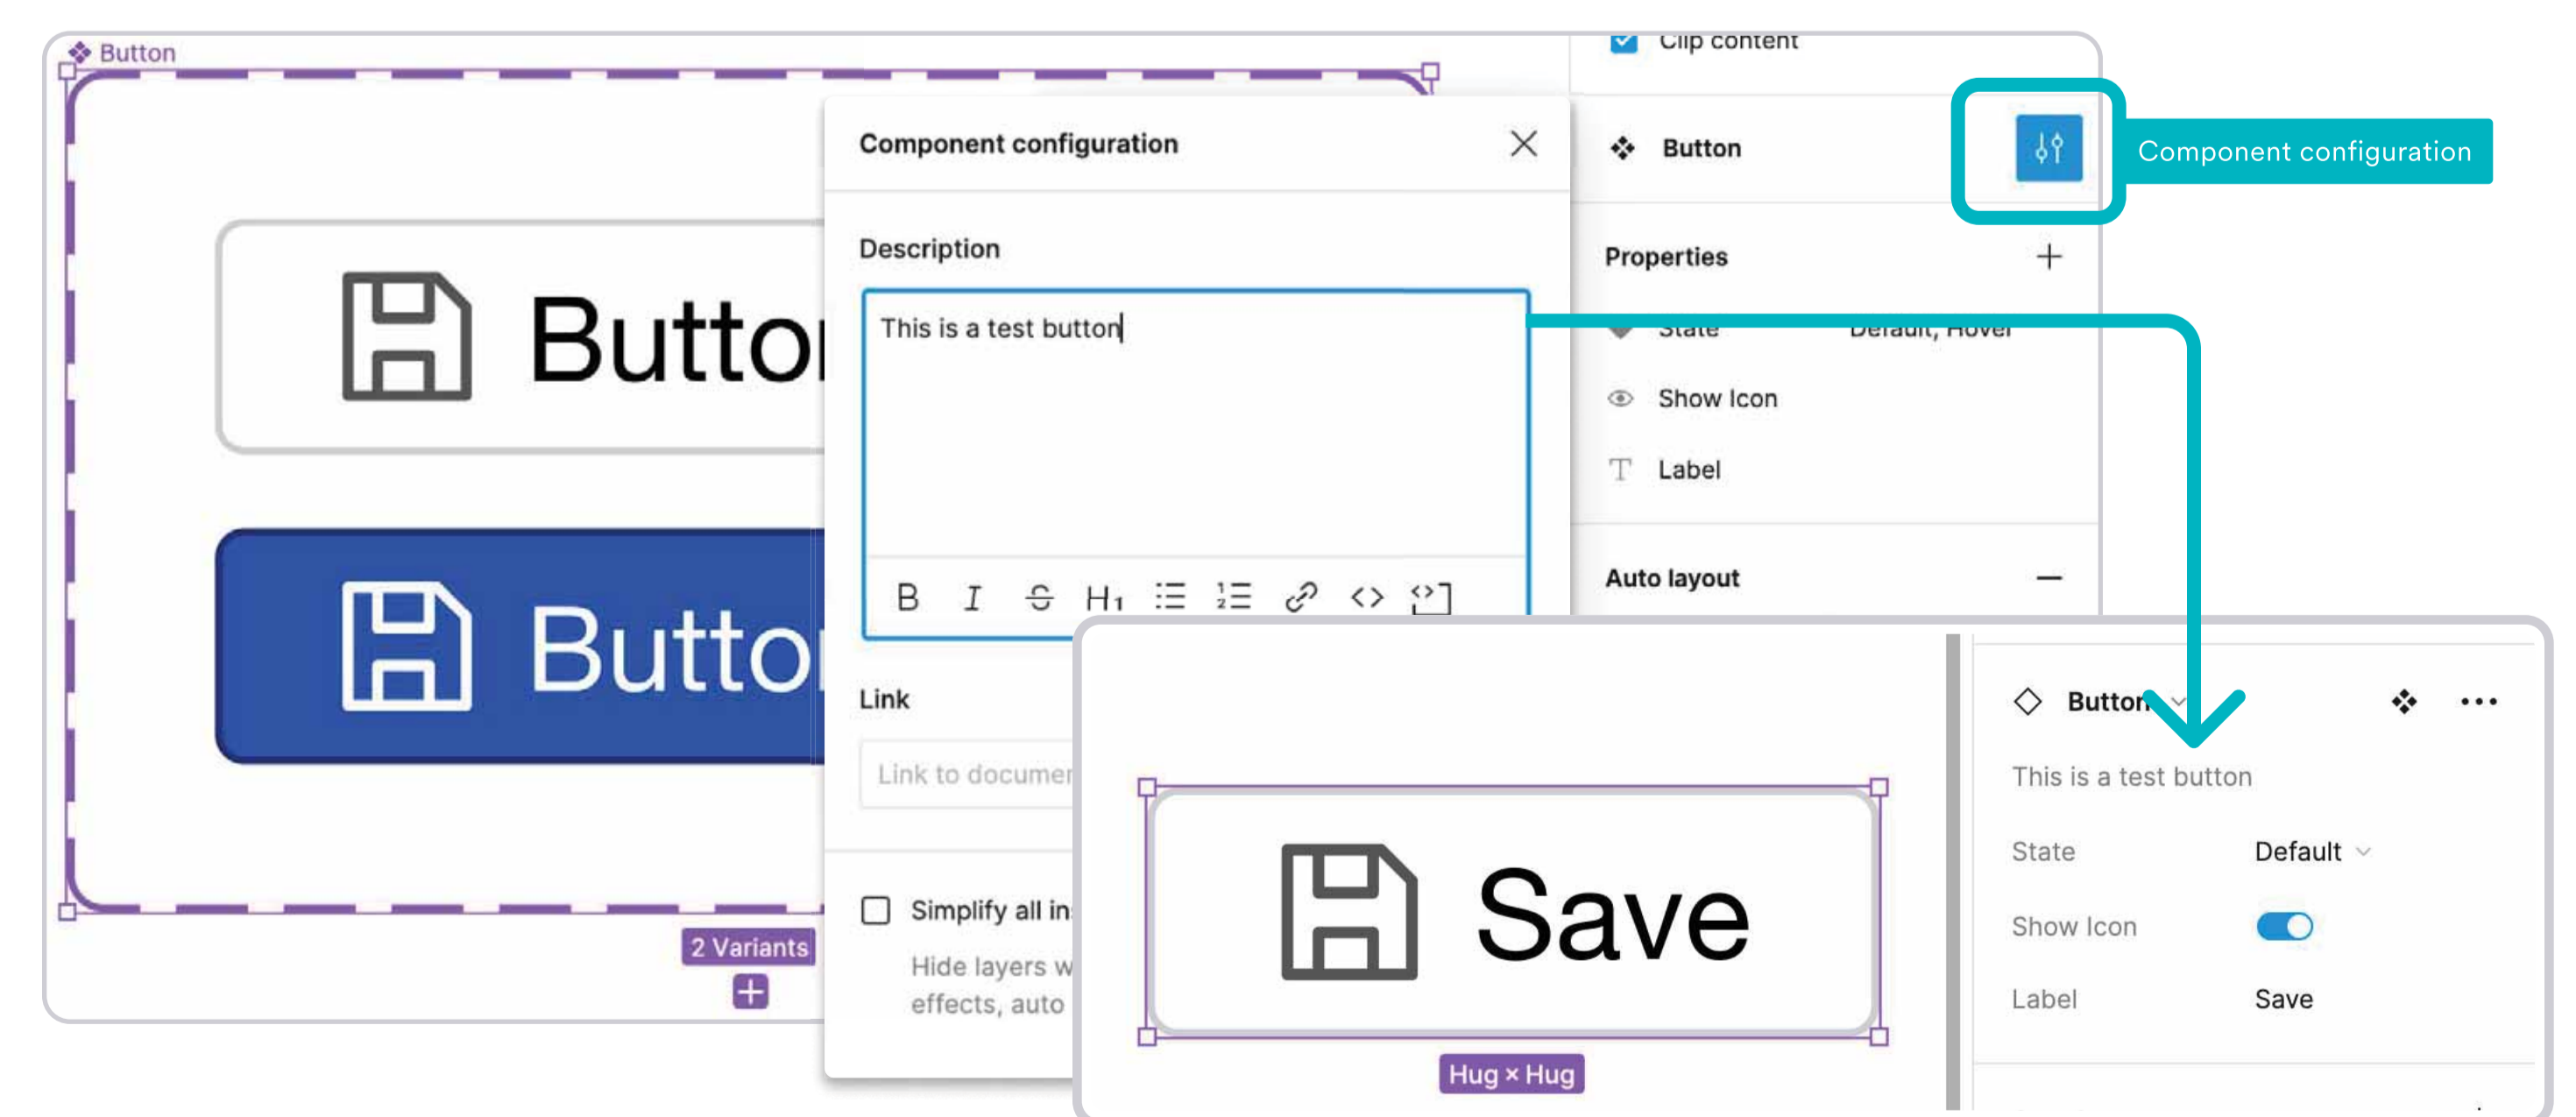 Button
Button
Button
2 Variants
Component configuration
Description
This is a test button
B I S H1
Link
Link to
Simplify all
Hide layers
effects, auto
Clip content
Button
Component configuration
Properties
State Default, Hover
Show Icon
T Label
Auto layout
Save
Hug × Hug
Button
This is a test button
State Default
Show Icon
Label Save